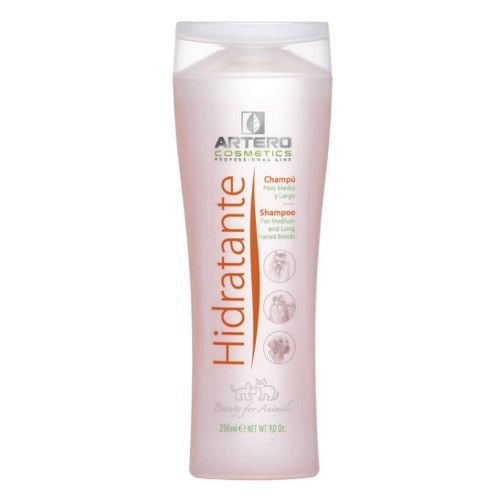 ARTERO
COSMETICS
PROFESSIONAL LINE
Hidratante
Champú
Pelo Medio
y Largo
Shampoo
For Medium
and Long
Haired Breeds
Beauty for Animals
250ml e NET WT 9,0 Oz.